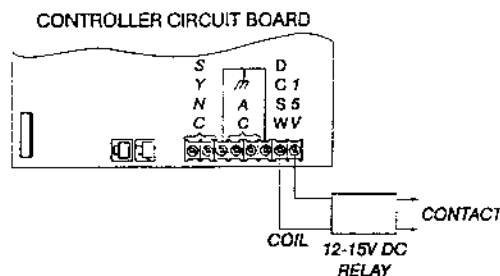 CONTROLLER CIRCUIT BOARD
S D
Y C 1
N A S 5
C C W V
CONTACT
COIL
12-15V DC
RELAY